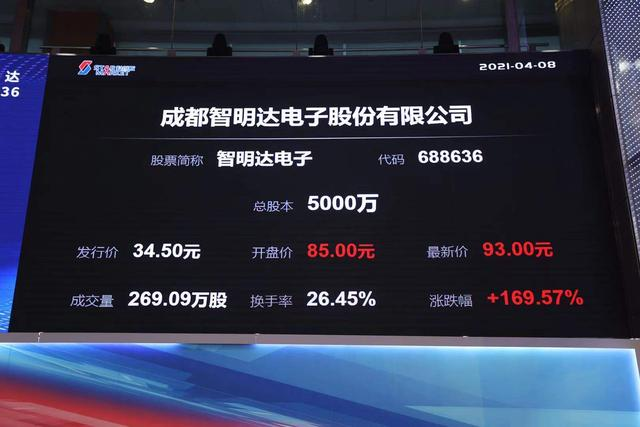 达
36
STAR MARKET
2021-04-08
成都智明达电子股份有限公司
股票简称 智明达电子 代码 688636
总股本 5000万
发行价 34.50元 开盘价 85.00元 最新价 93.00元
成交量 269.09万股 换手率 26.45% 涨跌幅 +169.57%